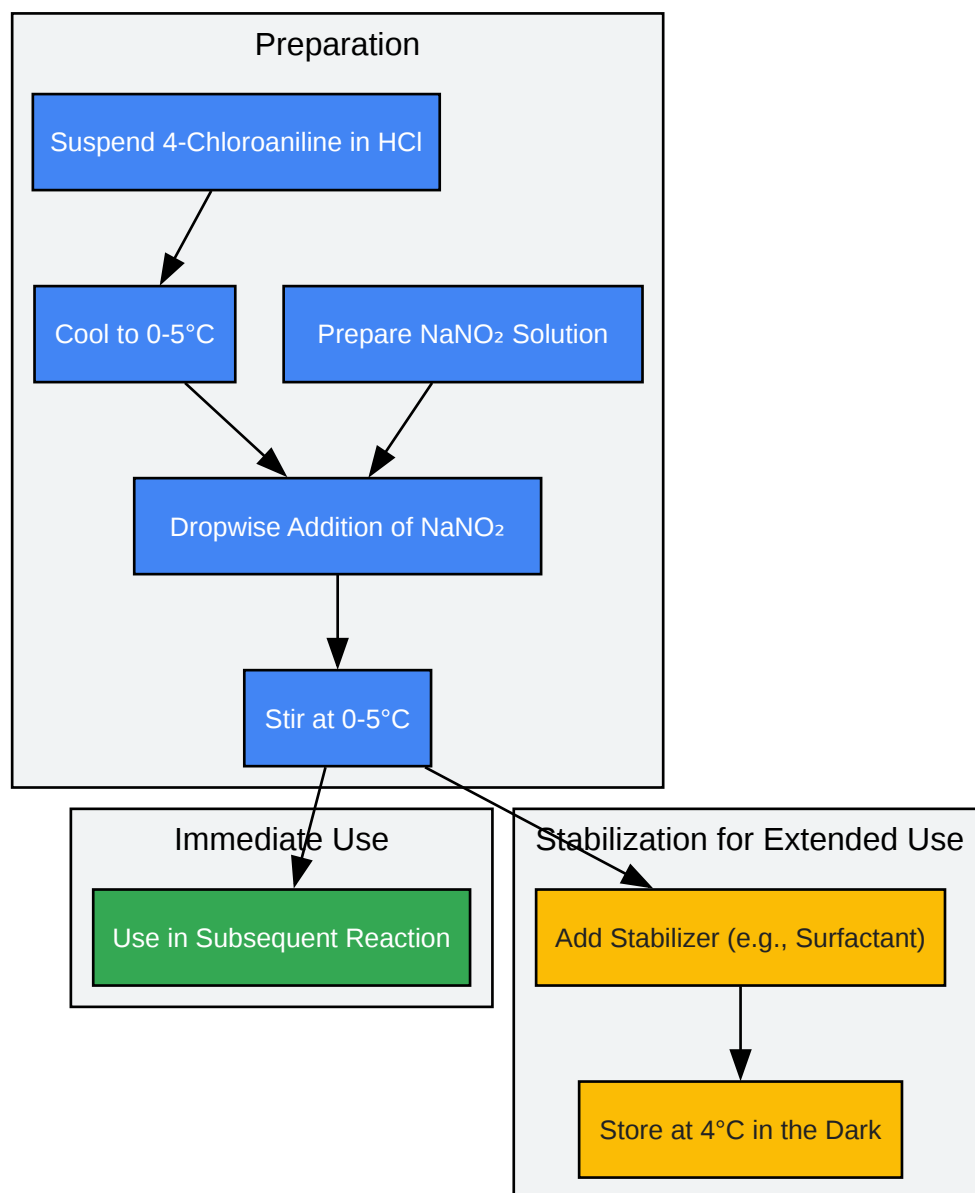 Preparation
Suspend 4-Chloroaniline in HCl
Cool to 0-5°C
Prepare NaNO₂ Solution
Dropwise Addition of NaNO₂
Stir at 0-5°C
Immediate Use
Use in Subsequent Reaction
Stabilization for Extended Use
Add Stabilizer (e.g., Surfactant)
Store at 4°C in the Dark